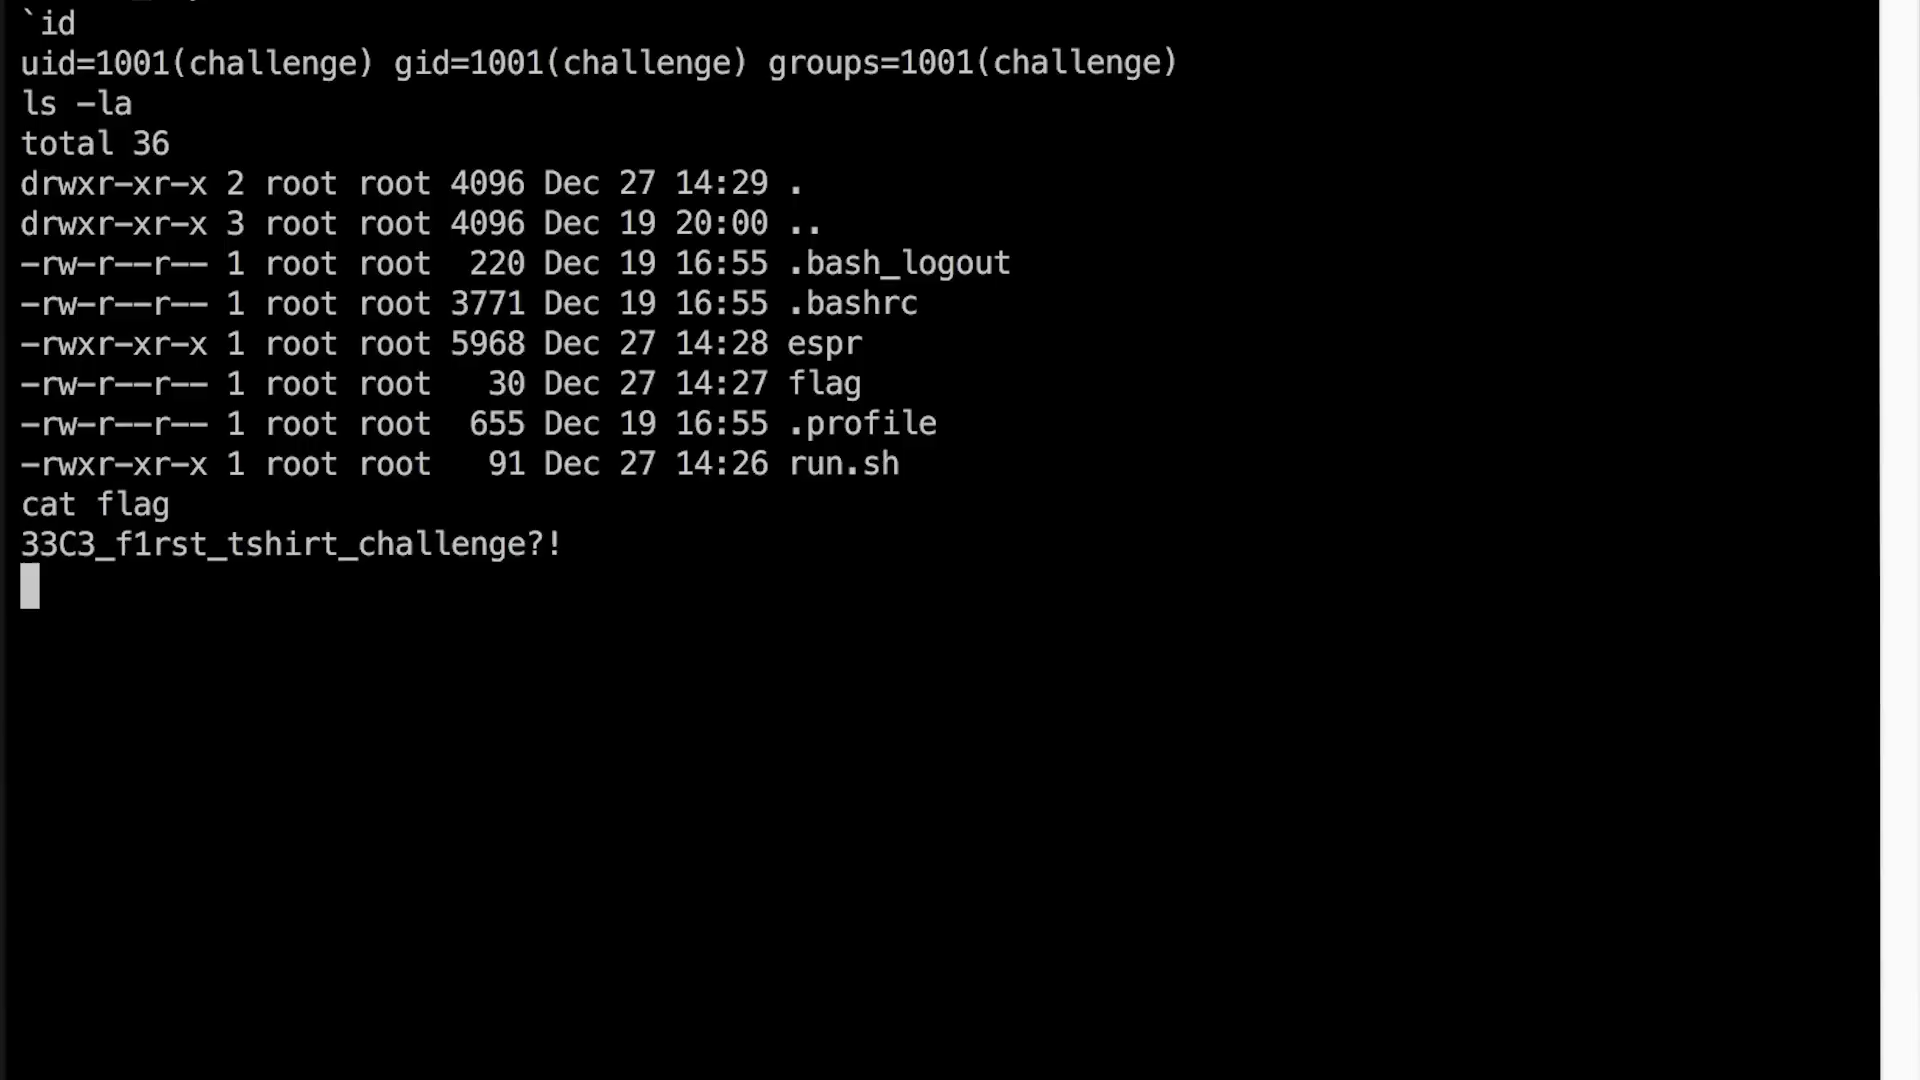 `id
uid=1001(challenge) gid=1001(challenge) groups=1001(challenge)
ls -la
total 36
drwxr-xr-x 2 root root 4096 Dec 27 14:29 .
drwxr-xr-x 3 root root 4096 Dec 19 20:00 ..
-rw-r--r-- 1 root root  220 Dec 19 16:55 .bash_logout
-rw-r--r-- 1 root root 3771 Dec 19 16:55 .bashrc
-rwxr-xr-x 1 root root 5968 Dec 27 14:28 espr
-rw-r--r-- 1 root root   30 Dec 27 14:27 flag
-rw-r--r-- 1 root root  655 Dec 19 16:55 .profile
-rwxr-xr-x 1 root root   91 Dec 27 14:26 run.sh
cat flag
33C3_f1rst_tshirt_challenge?!